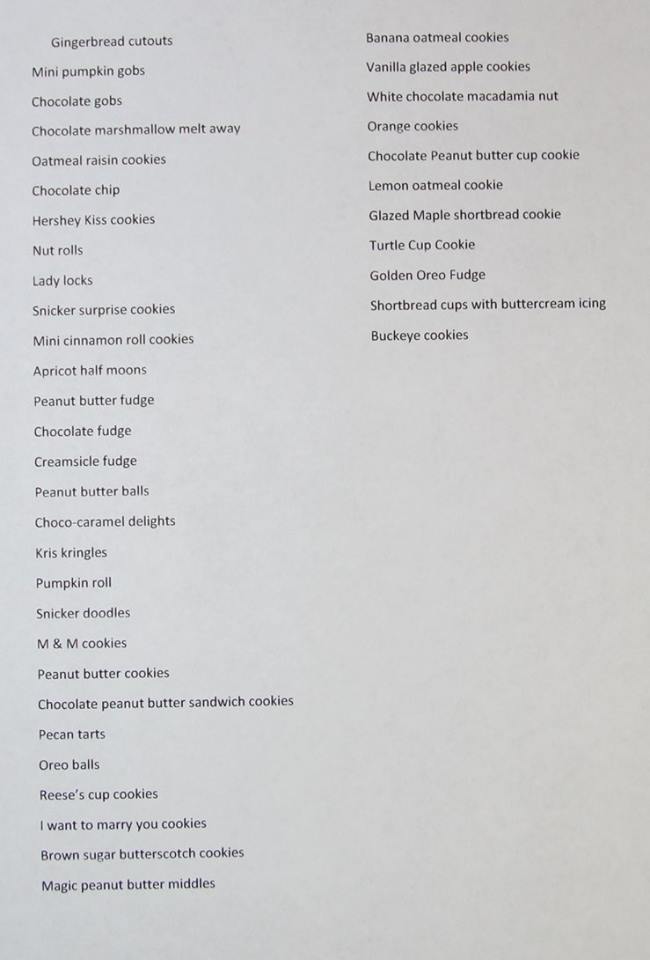 Gingerbread cutouts
Mini pumpkin gobs
Chocolate gobs
Chocolate marshmallow melt away
Oatmeal raisin cookies
Chocolate chip
Hershey Kiss cookies
Nut rolls
Lady locks
Snicker surprise cookies
Mini cinnamon roll cookies
Apricot half moons
Peanut butter fudge
Chocolate fudge
Creamsicle fudge
Peanut butter balls
Choco-caramel delights
Kris kringles
Pumpkin roll
Snicker doodles
M & M cookies
Peanut butter cookies
Chocolate peanut butter sandwich cookies
Pecan tarts
Oreo balls
Reese's cup cookies
I want to marry you cookies
Brown sugar butterscotch cookies
Magic peanut butter middles
Banana oatmeal cookies
Vanilla glazed apple cookies
White chocolate macadamia nut
Orange cookies
Chocolate Peanut butter cup cookie
Lemon oatmeal cookie
Glazed Maple shortbread cookie
Turtle Cup Cookie
Golden Oreo Fudge
Shortbread cups with buttercream icing
Buckeye cookies